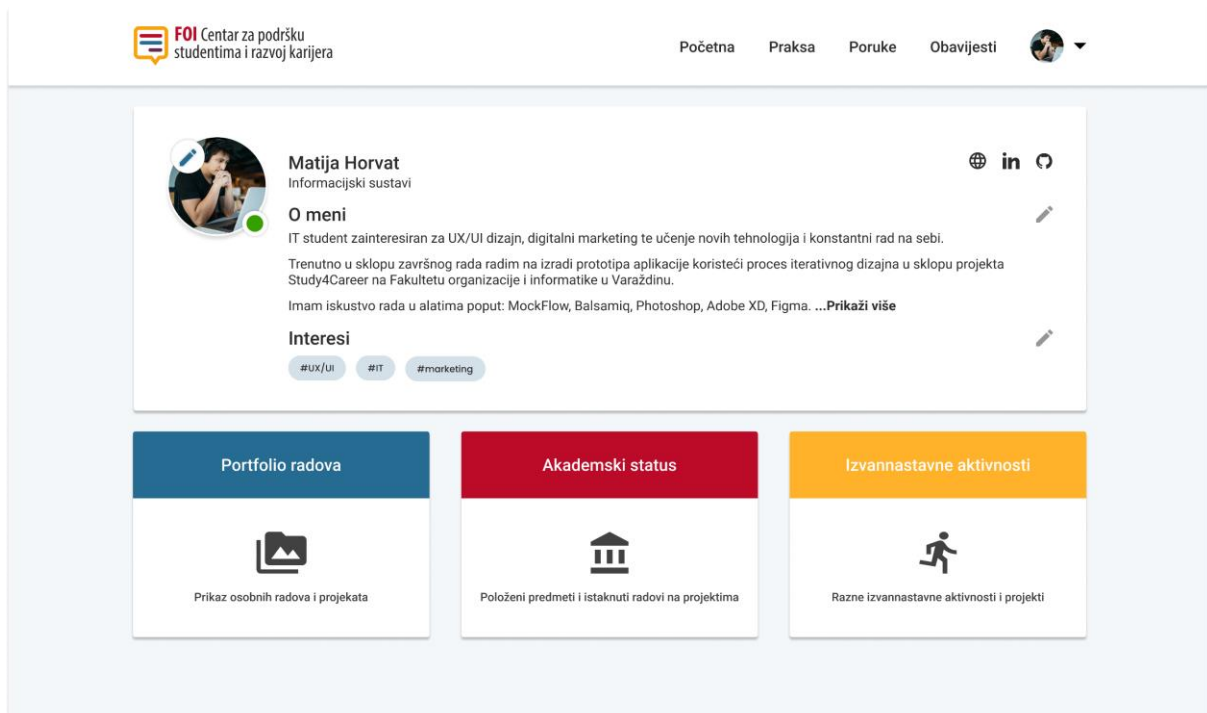 FOI Centar za podršku
studentima i razvoj karijera
Početna Praksa Poruke Obavijesti
Matija Horvat
in
Informacijski sustavi
O meni
IT student zainteresiran za UX/UI dizajn, digitalni marketing te učenje novih tehnologija i konstantni rad na sebi.
Trenutno u sklopu završnog rada radim na izradi prototipa aplikacije koristeći proces iterativnog dizajna u sklopu projekta
Study4Career na Fakultetu organizacije i informatike u Varaždinu.
Imam iskustvo rada u alatima poput: MockFlow, Balsamiq, Photoshop, Adobe XD, Figma. ...Prikaži više
Interesi
#UX/UI #IT #marketing
Portfolio radova
Akademski status
Izvannastavne aktivnosti
Prikaz osobnih radova i projekata
Položeni predmeti i istaknuti radovi na projektima
Razne izvannastavne aktivnosti i projekti